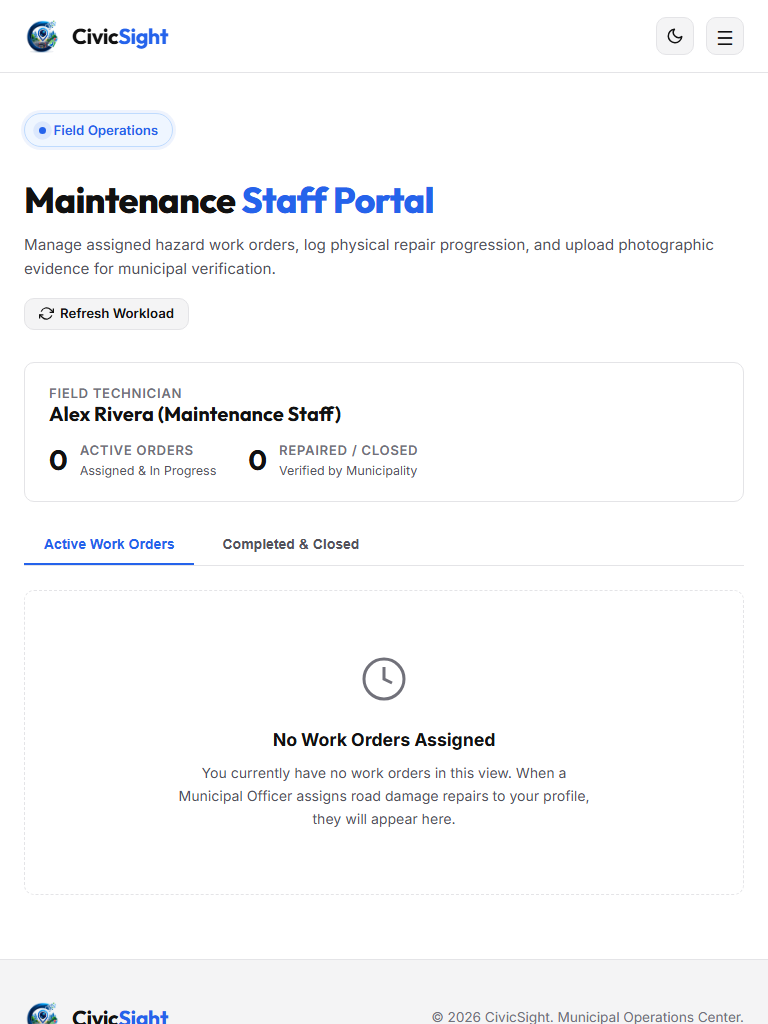 CivicSight
Field Operations
Maintenance Staff Portal
Manage assigned hazard work orders, log physical repair progression, and upload photographic
evidence for municipal verification.
Refresh Workload
FIELD TECHNICIAN
Alex Rivera (Maintenance Staff)
0 ACTIVE ORDERS
Assigned & In Progress
0 REPAIRED / CLOSED
Verified by Municipality
Active Work Orders
Completed & Closed
No Work Orders Assigned
You currently have no work orders in this view. When a
Municipal Officer assigns road damage repairs to your profile,
they will appear here.
CivicSight
© 2026 CivicSight. Municipal Operations Center.